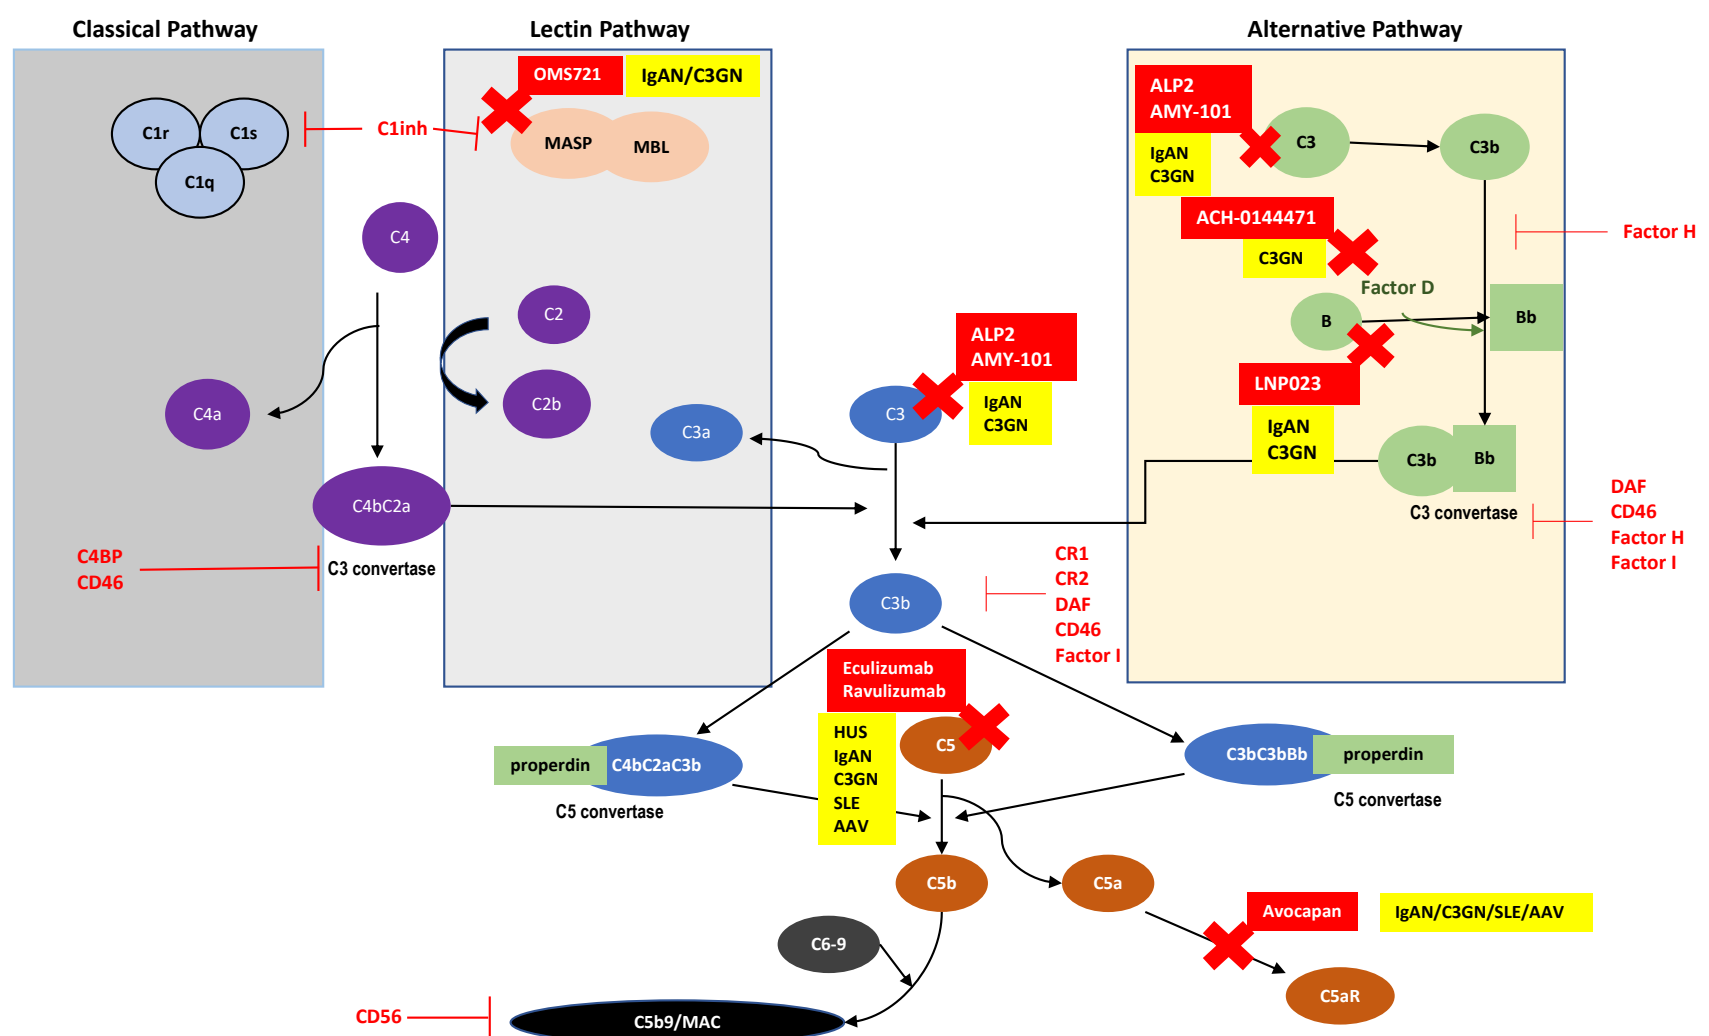 Classical Pathway
Lectin Pathway
Alternative Pathway
OMS721
IgAN/C3GN
ALP2
AMY-101
C1r
C1s
C1q
C1inh
MASP
MBL
C3
C3b
IgAN
C3GN
ACH-0144471
C3GN
Factor H
C4
Factor D
C2
B
Bb
ALP2
AMY-101
LNP023
C4a
C2b
C3a
C3
IgAN
C3GN
IgAN
C3GN
C3b
Bb
C3 convertase
DAF
CD46
Factor H
Factor I
C4bC2a
C3 convertase
C4BP
CD46
C3b
CR1
CR2
DAF
CD46
Factor I
Eculizumab
Ravulizumab
HUS
IgAN
C3GN
SLE
AAV
C5
properdin
C4bC2aC3b
C5 convertase
C3bC3bBb
properdin
C5 convertase
C5b
C5a
Avocapan
IgAN/C3GN/SLE/AAV
C6-9
C5aR
CD56
C5b9/MAC